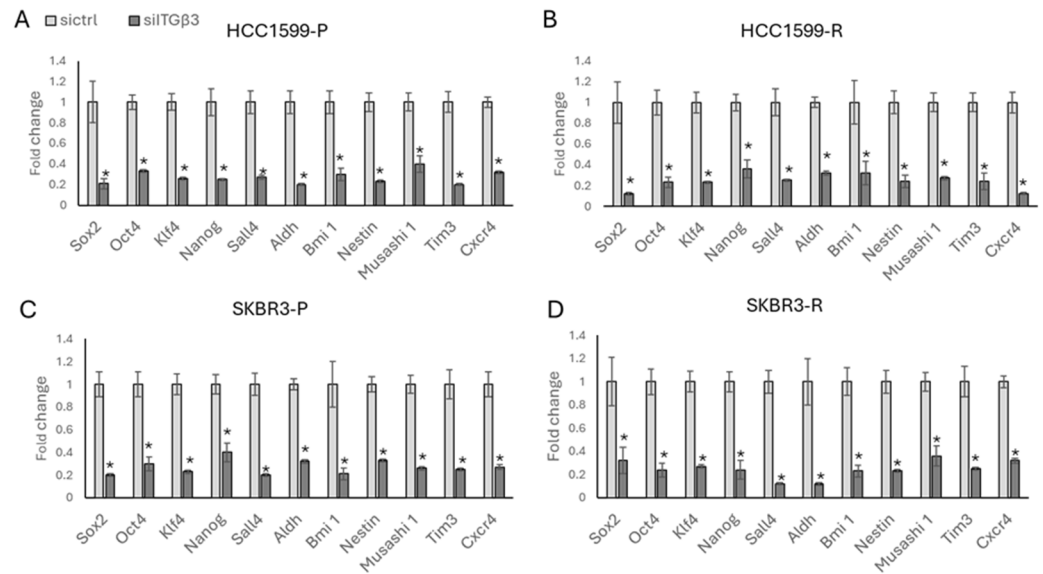 A
sictrl
siITGβ3
HCC1599-P
Fold change
1.4
1.2
1
0.8
0.6
0.4
0.2
0
* * * * * * * * * * *
Sox2 Oct4 Klf4 Nanog Sall4 Aldh Bmi 1 Nestin Musashi 1 Tim3 Cxcr4
B
HCC1599-R
Fold change
1.4
1.2
1
0.8
0.6
0.4
0.2
0
* * * * * * * * * * *
Sox2 Oct4 Klf4 Nanog Sall4 Aldh Bmi 1 Nestin Musashi 1 Tim3 Cxcr4
C
SKBR3-P
Fold change
1.4
1.2
1
0.8
0.6
0.4
0.2
0
* * * * * * * * * * *
Sox2 Oct4 Klf4 Nanog Sall4 Aldh Bmi 1 Nestin Musashi 1 Tim3 Cxcr4
D
SKBR3-R
Fold change
1.4
1.2
1
0.8
0.6
0.4
0.2
0
* * * * * * * * * * *
Sox2 Oct4 Klf4 Nanog Sall4 Aldh Bmi 1 Nestin Musashi 1 Tim3 Cxcr4